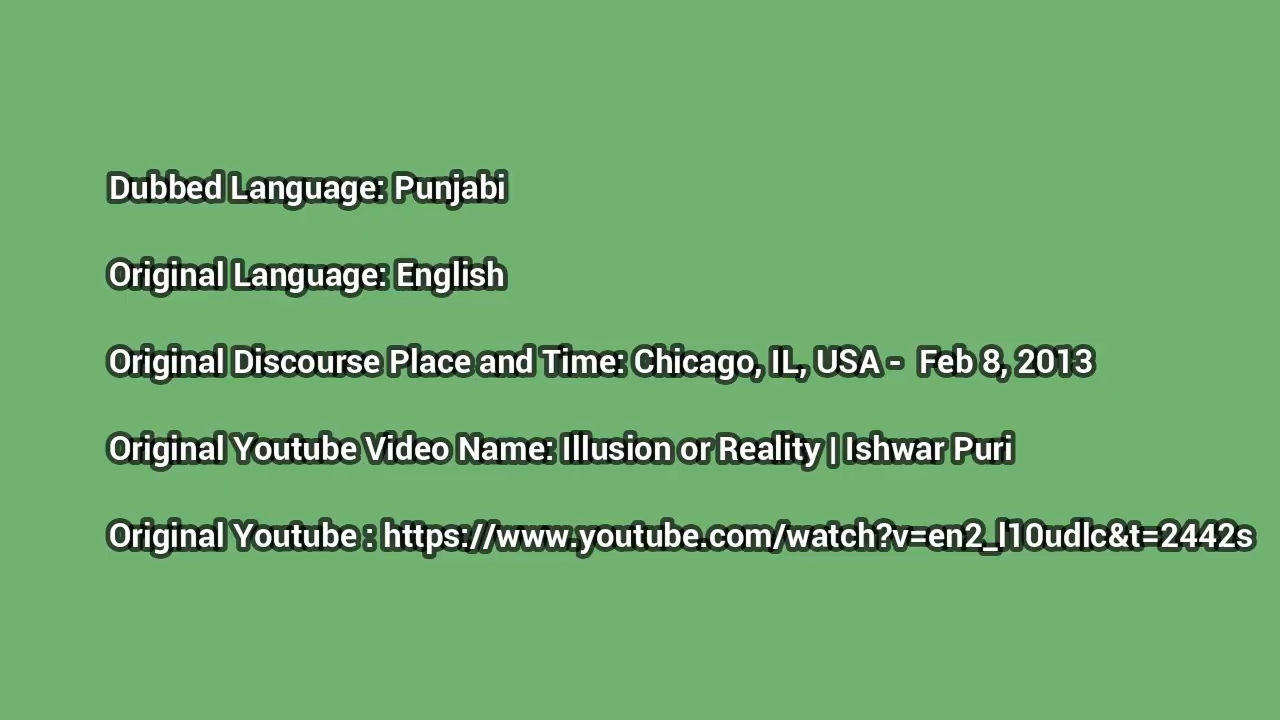 Dubbed Language: Punjabi
Original Language: English
Original Discourse Place and Time: Chicago, IL, USA -  Feb 8, 2013
Original Youtube Video Name: Illusion or Reality | Ishwar Puri
Original Youtube : https://www.youtube.com/watch?v=en2_l10udlc&t=2442s